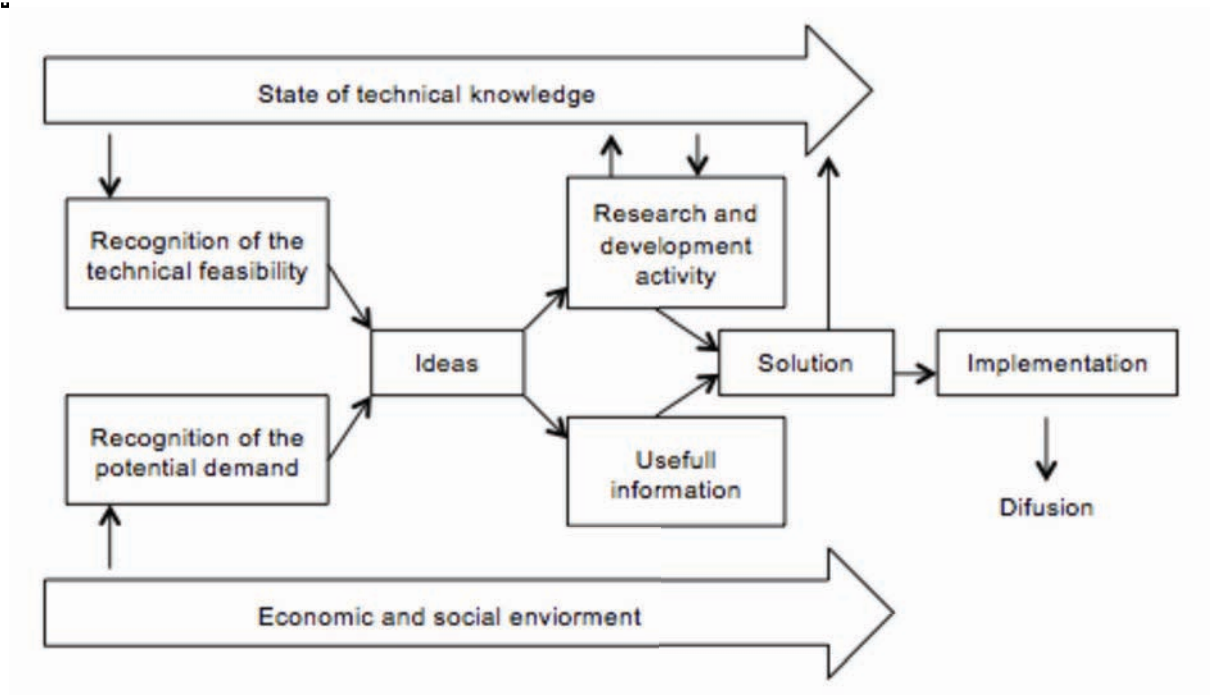 State of technical knowledge
Recognition of the
technical feasibility
Research and
development
activity
Ideas
Solution
Implementation
Recognition of the
potential demand
Usefull
information
Difusion
Economic and social enviorment